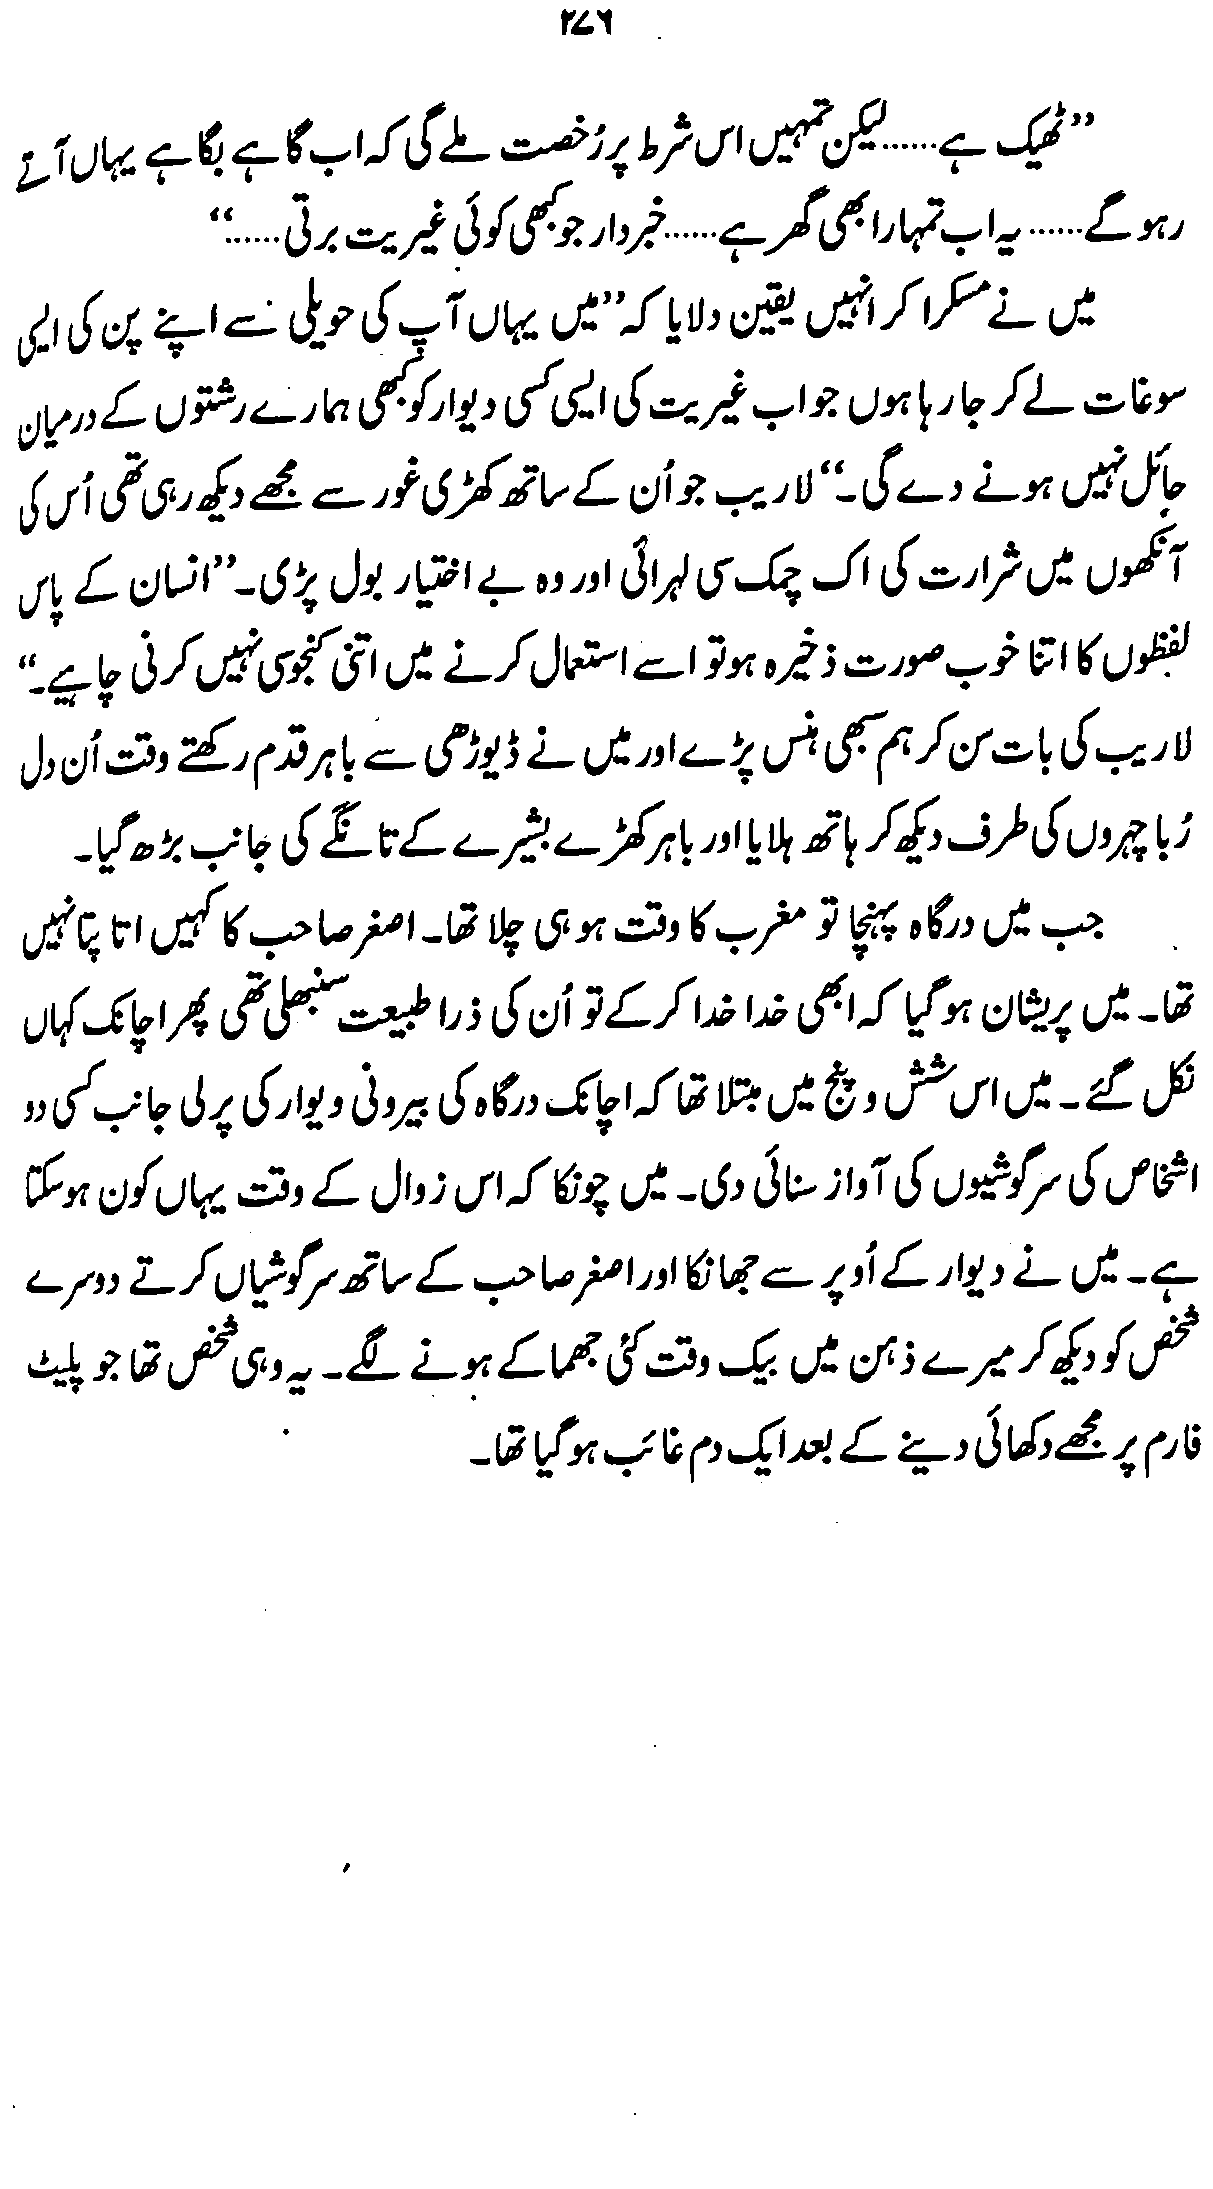 ۲۷۶
”ٹھیک ہے......لیکن تمہیں اس شرط پر رُخصت ملے گی کہ اب گاہے بگاہے یہاں آتے
رہو گے......یہ اب تمہارا بھی گھر ہے......خبردار جو کبھی کوئی غیریت برتی......“
میں نے مسکرا کر انہیں یقین دلایا کہ ”میں یہاں آپ کی حویلی سے اپنے پن کی ایسی
سوغات لے کر جا رہا ہوں جو اب غیریت کی ایسی کسی دیوار کو کبھی ہمارے رشتوں کے درمیان
حائل نہیں ہونے دے گی۔“ لاریب جو اُن کے ساتھ کھڑی غور سے مجھے دیکھ رہی تھی اُس کی
آنکھوں میں شرارت کی اک چمک سی لہرائی اور وہ بے اختیار بول پڑی۔ ”انسان کے پاس
لفظوں کا اتنا خوب صورت ذخیرہ ہو تو اسے استعمال کرنے میں اتنی کنجوسی نہیں کرنی چاہیے۔“
لاریب کی بات سن کر ہم سبھی ہنس پڑے اور میں نے ڈیوڑھی سے باہر قدم رکھتے وقت اُن دل
رُبا چہروں کی طرف دیکھ کر ہاتھ ہلایا اور باہر کھڑے بشیرے کے تانگے کی جانب بڑھ گیا۔
جب میں درگاہ پہنچا تو مغرب کا وقت ہو ہی چلا تھا۔ اصغر صاحب کا کہیں اتا پتا نہیں
تھا۔ میں پریشان ہو گیا کہ ابھی خدا خدا کر کے تو اُن کی ذرا طبیعت سنبھلی تھی پھر اچانک کہاں
نکل گئے۔ میں اس شش و پنج میں مبتلا تھا کہ اچانک درگاہ کی بیرونی دیوار کی پرلی جانب کسی دو
اشخاص کی سرگوشیوں کی آواز سنائی دی۔ میں چونکا کہ اس زوال کے وقت یہاں کون ہو سکتا
ہے۔ میں نے دیوار کے اُوپر سے جھانکا اور اصغر صاحب کے ساتھ سرگوشیاں کرتے دوسرے
شخص کو دیکھ کر میرے ذہن میں بیک وقت کئی جھماکے ہونے لگے۔ یہ وہی شخص تھا جو پلیٹ
فارم پر مجھے دکھائی دینے کے بعد ایک دم غائب ہو گیا تھا۔